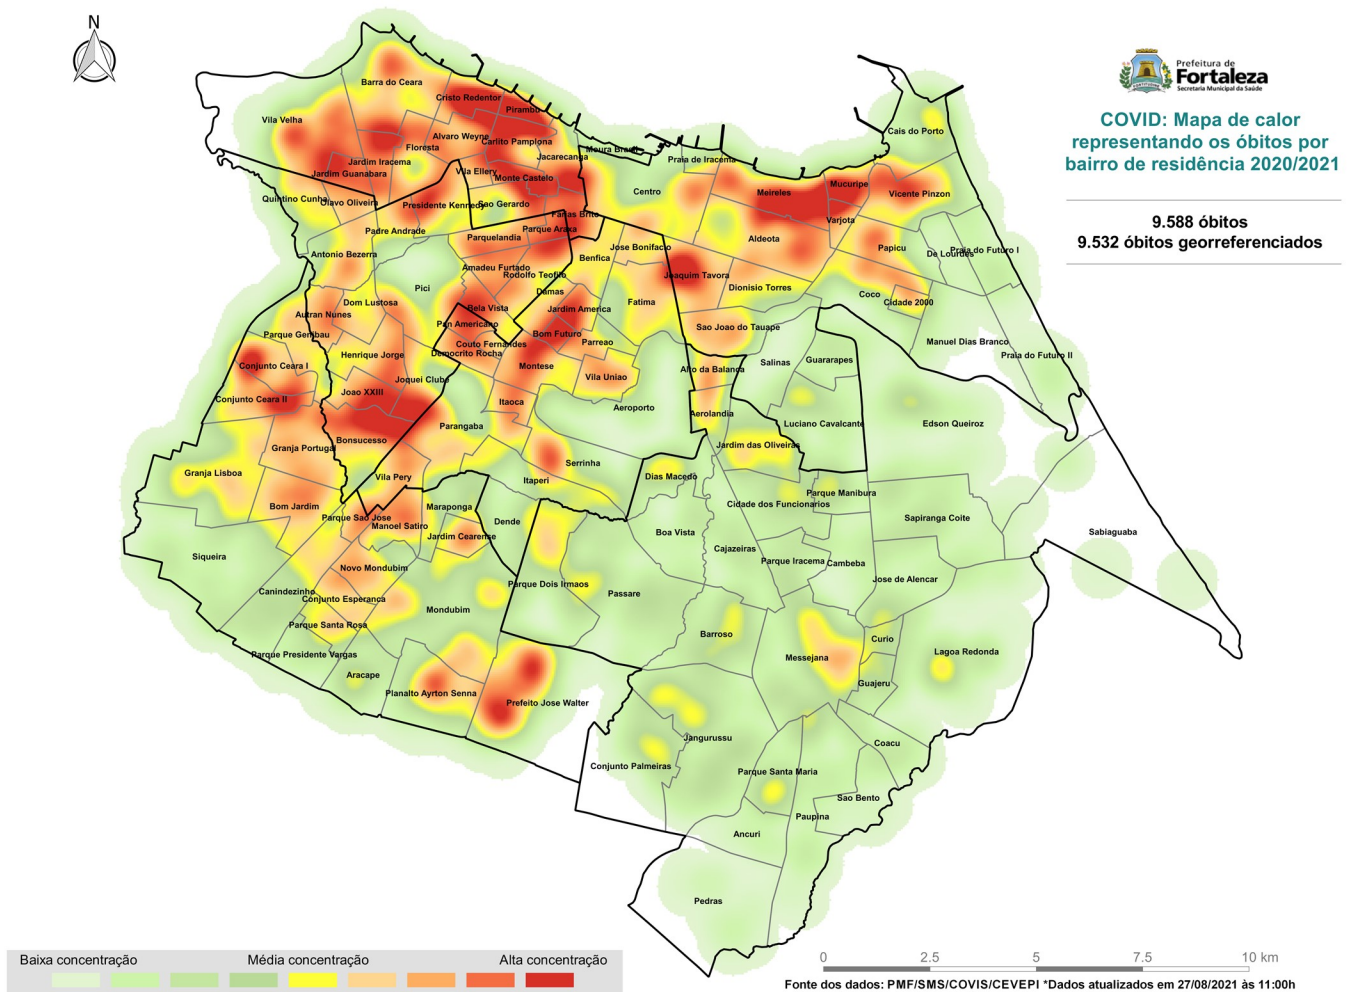 N
Prefeitura de
Fortaleza
Secretaria Municipal da Saúde
COVID: Mapa de calor
representando os óbitos por
bairro de residência 2020/2021
9.588 óbitos
9.532 óbitos georreferenciados
Barra do Ceara
Cristo Redentor
Pirambu
Vila Velha
Cais do Porto
Alvaro Weyne
Carlito Pamplona
Floresta
Moura Brasil
Jacarecanga
Praia de Iracema
Jardim Iracema
Jardim Guanabara
Vila Ellery
Monte Castelo
Mucuripe
Meireles
Centro
Vicente Pinzon
Quintino Cunha
Olavo Oliveira
Presidente Kennedy
Sao Gerardo
Farias Brito
Varjota
Padre Andrade
Parque Araxa
Parquelandia
Aldeota
Jose Bonifacio
Papicu
De Lourdes
Praia do Futuro I
Antonio Bezerra
Benfica
Amadeu Furtado
Rodolfo Teofilo
Joaquim Tavora
Pici
Damas
Dionisio Torres
Coco
Cidade 2000
Dom Lustosa
Fatima
Bela Vista
Jardim America
Autran Nunes
Pan Americano
Sao Joao do Tauape
Parque Genibau
Bom Futuro
Parreao
Couto Fernandes
Democrito Rocha
Manuel Dias Branco
Henrique Jorge
Praia do Futuro II
Conjunto Ceara I
Montese
Salinas
Guararapes
Alto da Balança
Joquei Clube
Vila Uniao
Joao XXIII
Conjunto Ceara II
Itaoca
Aeroporto
Aerolandia
Parangaba
Luciano Cavalcante
Edson Queiroz
Bonsucesso
Granja Portugal
Jardim das Oliveiras
Serrinha
Granja Lisboa
Vila Pery
Itaperi
Dias Macedo
Parque Manibura
Cidade dos Funcionarios
Bom Jardim
Maraponga
Parque Sao Jose
Manoel Satiro
Dende
Sapiranga Coite
Boa Vista
Sabiaguaba
Jardim Cearense
Cajazeiras
Siqueira
Parque Iracema
Cambeba
Novo Mondubim
Jose de Alencar
Parque Dois Irmaos
Canindezinho
Conjunto Esperança
Passare
Mondubim
Parque Santa Rosa
Barroso
Curio
Parque Presidente Vargas
Messejana
Lagoa Redonda
Aracape
Guajeru
Planalto Ayrton Senna
Prefeito Jose Walter
Jangurussu
Coacu
Conjunto Palmeiras
Parque Santa Maria
Sao Bento
Paupina
Ancuri
Pedras
Baixa concentração
Média concentração
Alta concentração
0
2.5
5
7.5
10 km
Fonte dos dados: PMF/SMS/COVIS/CEVEPI *Dados atualizados em 27/08/2021 às 11:00h